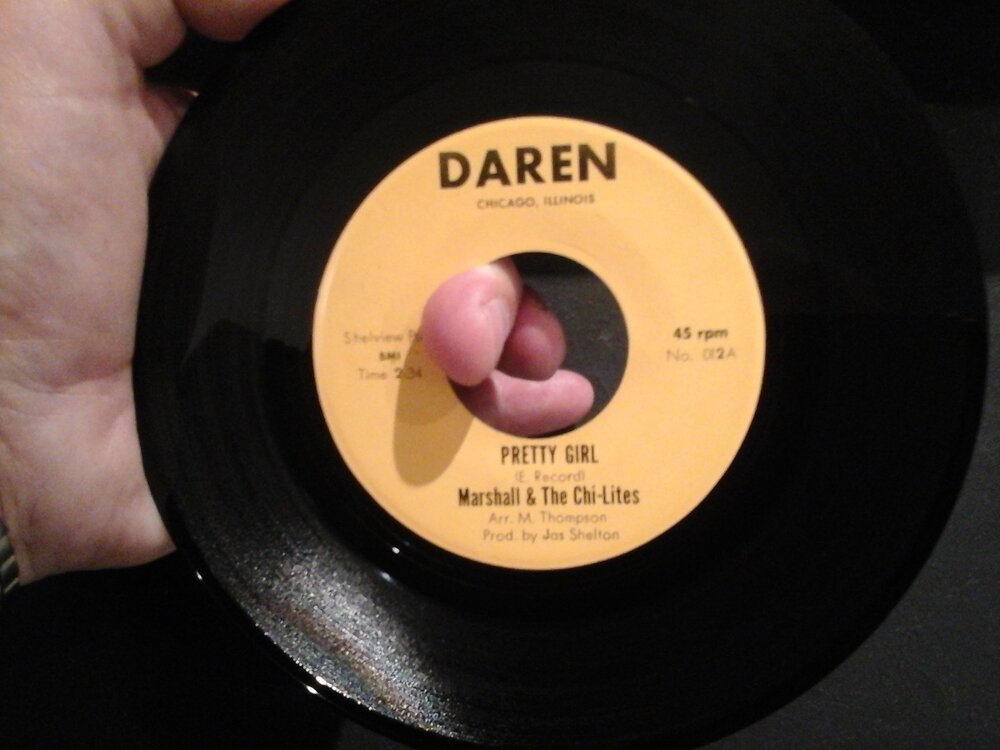 DAREN
CHICAGO, ILLINOIS
Shelview
BMI
Time 2:34
45 rpm
No. 012A
PRETTY GIRL
(E. Record)
Marshall & The Chi-Lites
Arr. M. Thompson
Prod. by Jas Shelton